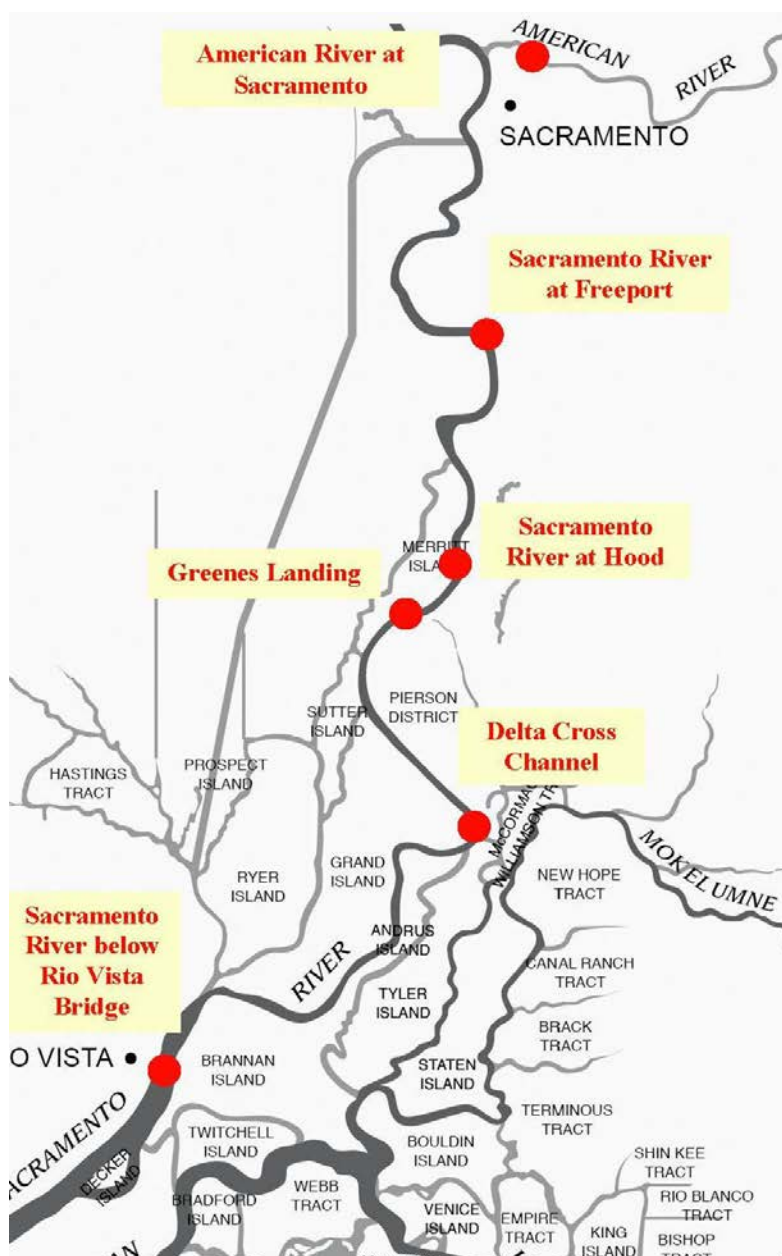 American River at
Sacramento
AMERICAN
RIVER
SACRAMENTO
Sacramento River
at Freeport
Sacramento
River at Hood
MERRITT
Greenes Landing
PIERSON
DISTRICT
SUTTER
ISLAND
Delta Cross
Channel
HASTINGS
TRACT
PROSPECT
ISLAND
WILLIAMSON
MOKELUMNE
GRAND
ISLAND
RYER
ISLAND
NEW HOPE
TRACT
Sacramento
River below
Rio Vista
Bridge
ANDRUS
ISLAND
RIVER
CANAL RANCH
TRACT
TYLER
ISLAND
BRACK
TRACT
O VISTA
BRANNAN
ISLAND
STATEN
ISLAND
ACRAMENTO
TERMINOUS
TRACT
TWITCHELL
ISLAND
BOULDIN
ISLAND
DECKER
ISLAND
SHIN KEE
TRACT
BRADFORD
ISLAND
WEBB
TRACT
VENICE
ISLAND
EMPIRE
TRACT
RIO BLANCO
TRACT
KING
ISLAND
BISHOP
TRACT